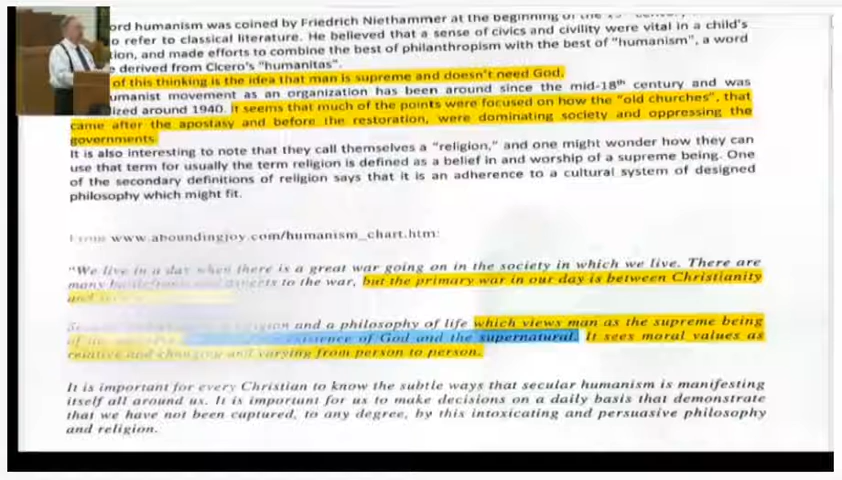 ord humanism was coined by Friedrich Niethammer at the beginning of the
o refer to classical literature. He believed that a sense of civics and civility were vital in a child's
tion, and made efforts to combine the best of philanthropism with the best of "humanism", a word
e derived from Cicero's "humanitas".
of this thinking is the idea that man is supreme and doesn't need God.
umanist movement as an organization has been around since the mid-18th century and was
ized around 1940. It seems that much of the points were focused on how the "old churches", that
came after the apostasy and before the restoration, were dominating society and oppressing the
governments.
It is also interesting to note that they call themselves a "religion," and one might wonder how they can
use that term for usually the term religion is defined as a belief in and worship of a supreme being. One
of the secondary definitions of religion says that it is an adherence to a cultural system of designed
philosophy which might fit.
From www.aboundingjoy.com/humanism_chart.htm:
"We live in a day when there is a great war going on in the society in which we live. There are
many to the war, but the primary war in our day is between Christianity
and
and a philosophy of life which views man as the supreme being
of existence of God and the supernatural. It sees moral values as
relative and changing and varying from person to person.
It is important for every Christian to know the subtle ways that secular humanism is manifesting
itself all around us. It is important for us to make decisions on a daily basis that demonstrate
that we have not been captured, to any degree, by this intoxicating and persuasive philosophy
and religion.